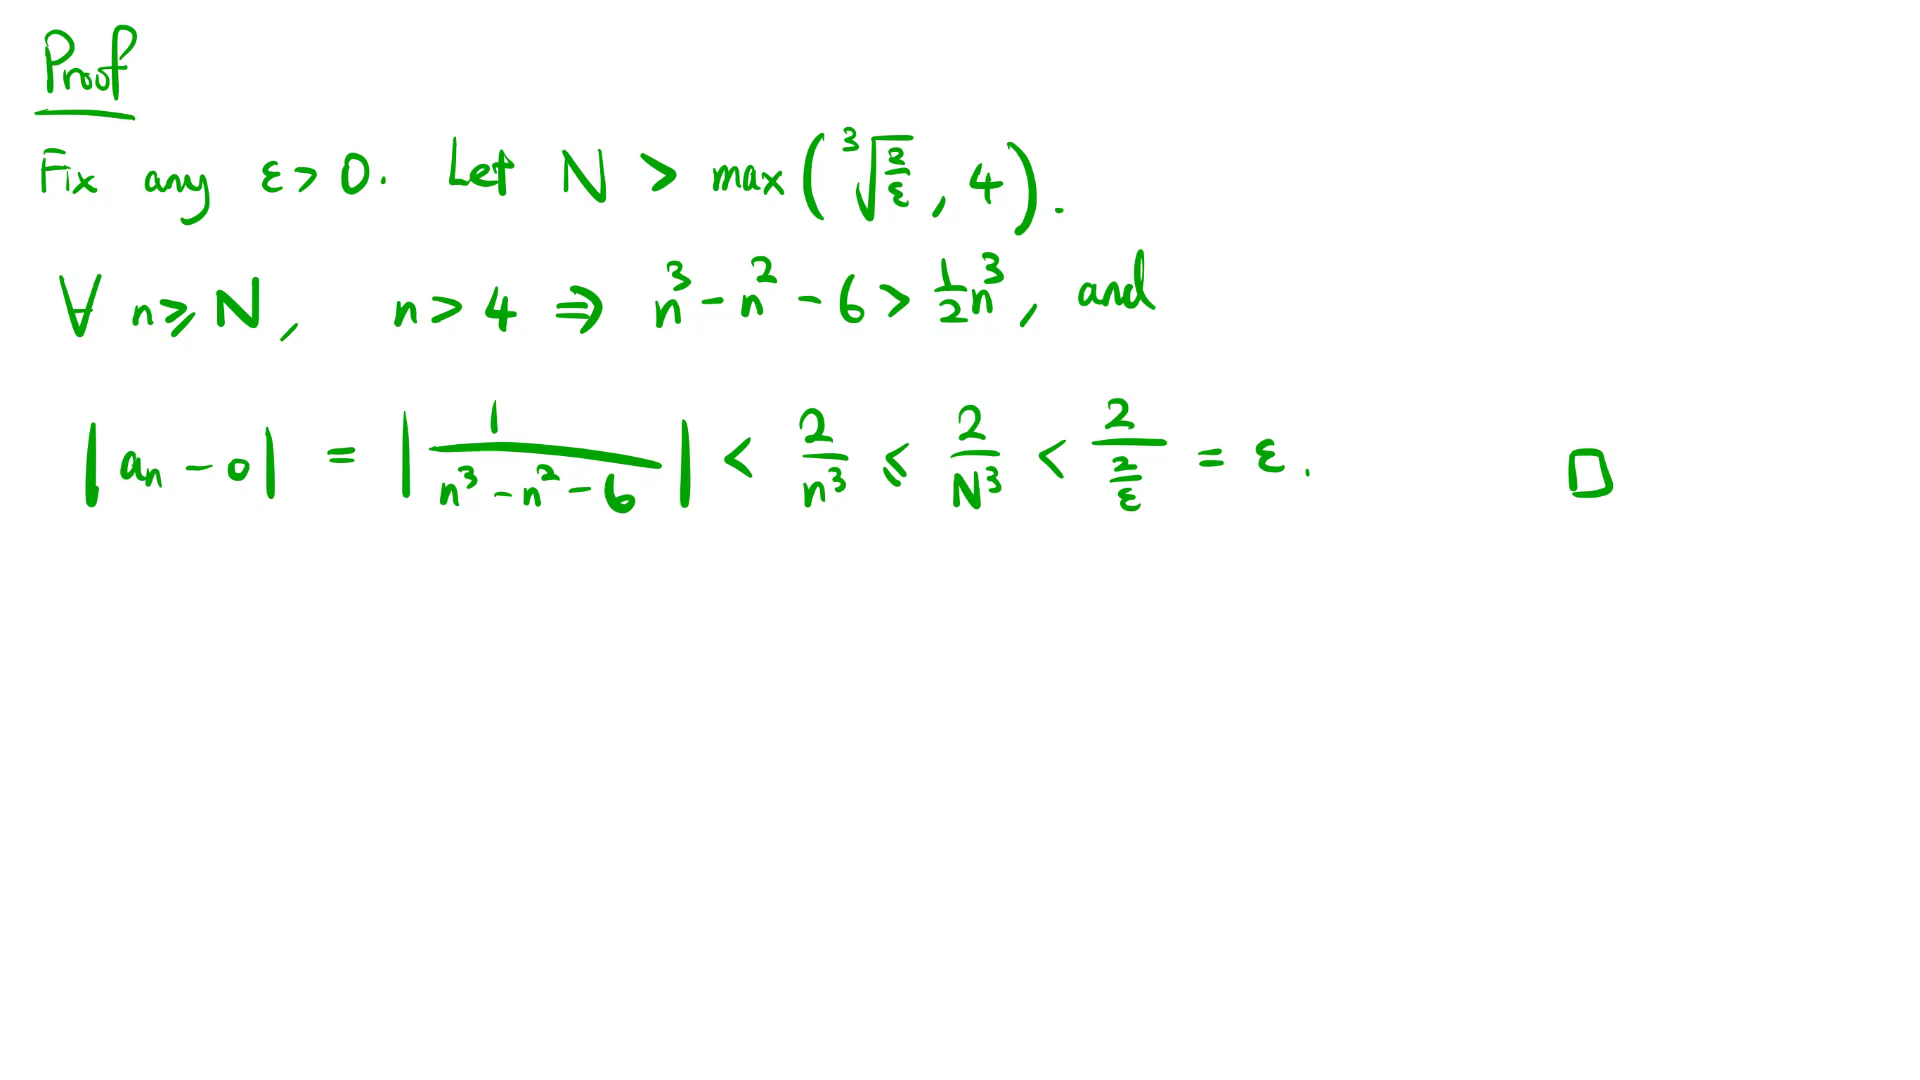 Proof
Fix any ε > 0. Let N > max(∛(2/ε), 4).
∀ n ⩾ N, n > 4 ⇒ n³ - n² - 6 > ½n³, and
|aₙ - 0| = |1/(n³ - n² - 6)| < 2/n³ ⩽ 2/N³ < 2/(2/ε) = ε. □